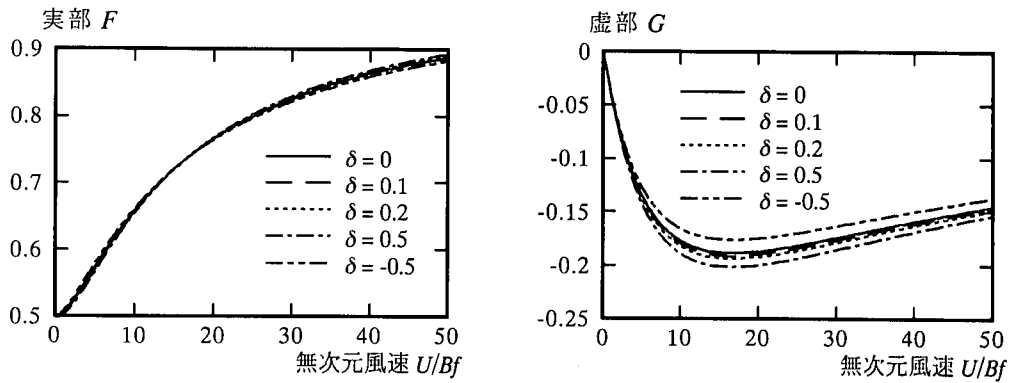 実部 F
0.9
0.8
0.7
0.6
0.5
δ = 0
δ = 0.1
δ = 0.2
δ = 0.5
δ = -0.5
0 10 20 30 40 50
無次元風速 U/Bf
虚部 G
0
-0.05
-0.1
-0.15
-0.2
-0.25
δ = 0
δ = 0.1
δ = 0.2
δ = 0.5
δ = -0.5
0 10 20 30 40 50
無次元風速 U/Bf